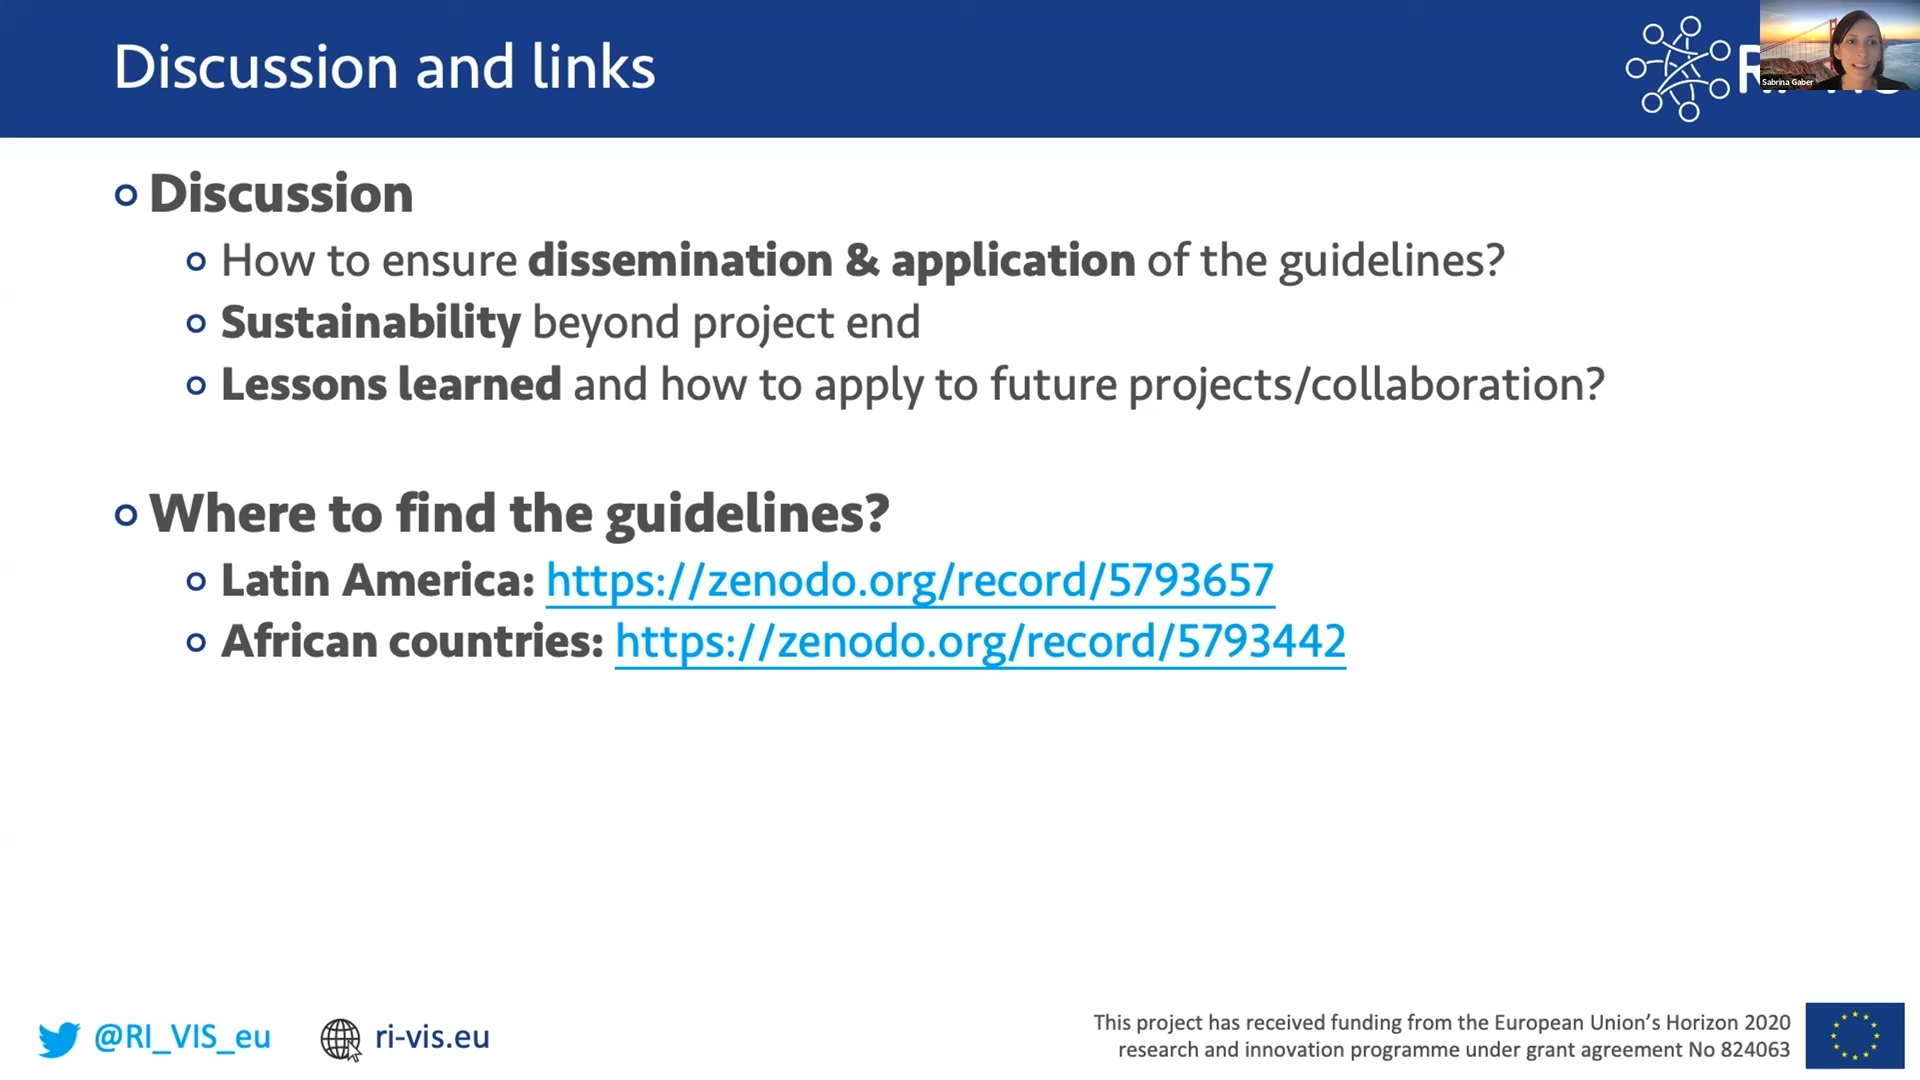 Discussion and links
Sabrina Gaber
Discussion
How to ensure dissemination & application of the guidelines?
Sustainability beyond project end
Lessons learned and how to apply to future projects/collaboration?
Where to find the guidelines?
Latin America: https://zenodo.org/record/5793657
African countries: https://zenodo.org/record/5793442
@RI_VIS_eu
ri-vis.eu
This project has received funding from the European Union’s Horizon 2020
research and innovation programme under grant agreement No 824063